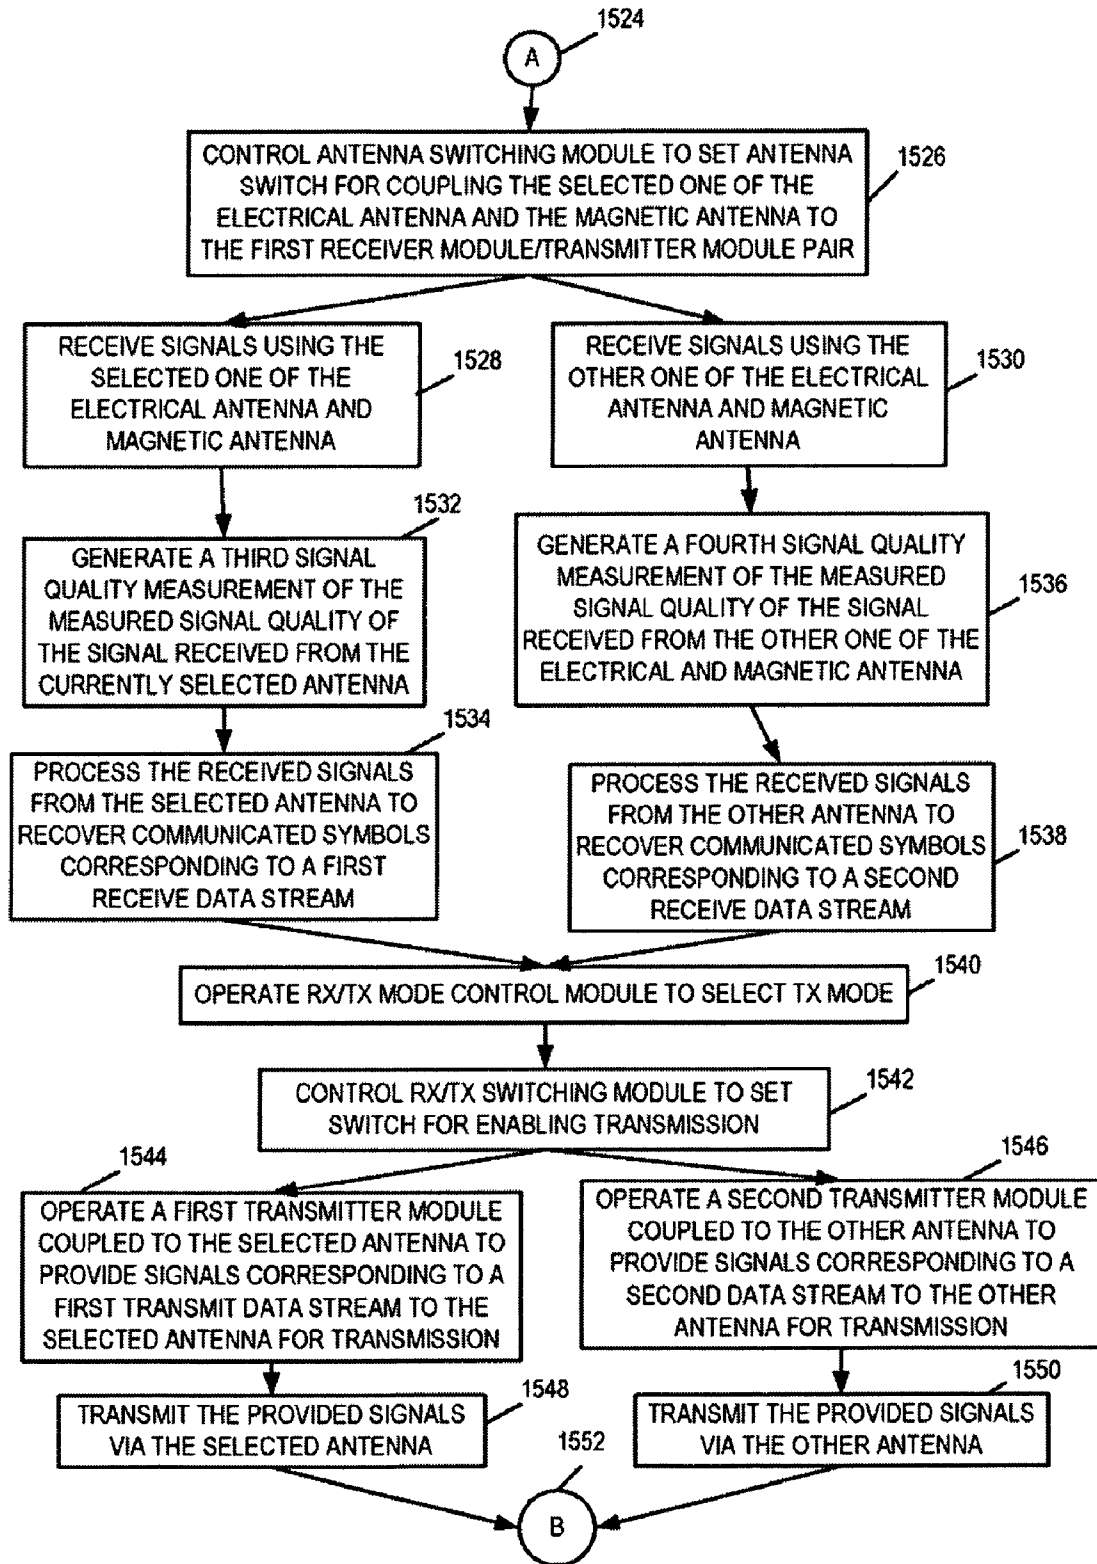 1524
A
CONTROL ANTENNA SWITCHING MODULE TO SET ANTENNA
SWITCH FOR COUPLING THE SELECTED ONE OF THE
ELECTRICAL ANTENNA AND THE MAGNETIC ANTENNA TO
THE FIRST RECEIVER MODULE/TRANSMITTER MODULE PAIR
1526
RECEIVE SIGNALS USING THE
SELECTED ONE OF THE
ELECTRICAL ANTENNA AND
MAGNETIC ANTENNA
1528
RECEIVE SIGNALS USING THE
OTHER ONE OF THE ELECTRICAL
ANTENNA AND MAGNETIC
ANTENNA
1530
1532
GENERATE A THIRD SIGNAL
QUALITY MEASUREMENT OF THE
MEASURED SIGNAL QUALITY OF
THE SIGNAL RECEIVED FROM THE
CURRENTLY SELECTED ANTENNA
GENERATE A FOURTH SIGNAL QUALITY
MEASUREMENT OF THE MEASURED
SIGNAL QUALITY OF THE SIGNAL
RECEIVED FROM THE OTHER ONE OF THE
ELECTRICAL AND MAGNETIC ANTENNA
1536
1534
PROCESS THE RECEIVED SIGNALS
FROM THE SELECTED ANTENNA TO
RECOVER COMMUNICATED SYMBOLS
CORRESPONDING TO A FIRST
RECEIVE DATA STREAM
PROCESS THE RECEIVED SIGNALS
FROM THE OTHER ANTENNA TO
RECOVER COMMUNICATED SYMBOLS
CORRESPONDING TO A SECOND
RECEIVE DATA STREAM
1538
OPERATE RX/TX MODE CONTROL MODULE TO SELECT TX MODE
1540
CONTROL RX/TX SWITCHING MODULE TO SET
SWITCH FOR ENABLING TRANSMISSION
1542
1544
OPERATE A FIRST TRANSMITTER MODULE
COUPLED TO THE SELECTED ANTENNA TO
PROVIDE SIGNALS CORRESPONDING TO A
FIRST TRANSMIT DATA STREAM TO THE
SELECTED ANTENNA FOR TRANSMISSION
1546
OPERATE A SECOND TRANSMITTER MODULE
COUPLED TO THE OTHER ANTENNA TO
PROVIDE SIGNALS CORRESPONDING TO A
SECOND DATA STREAM TO THE OTHER
ANTENNA FOR TRANSMISSION
TRANSMIT THE PROVIDED SIGNALS
VIA THE SELECTED ANTENNA
1548
1550
TRANSMIT THE PROVIDED SIGNALS
VIA THE OTHER ANTENNA
1552
B